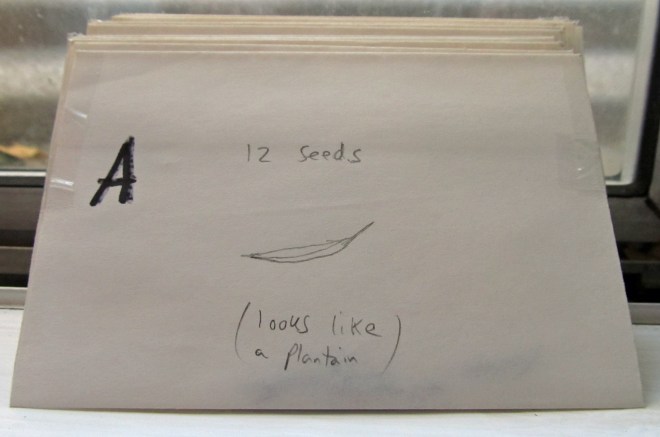 A
12 seeds
(looks like
a plantain)